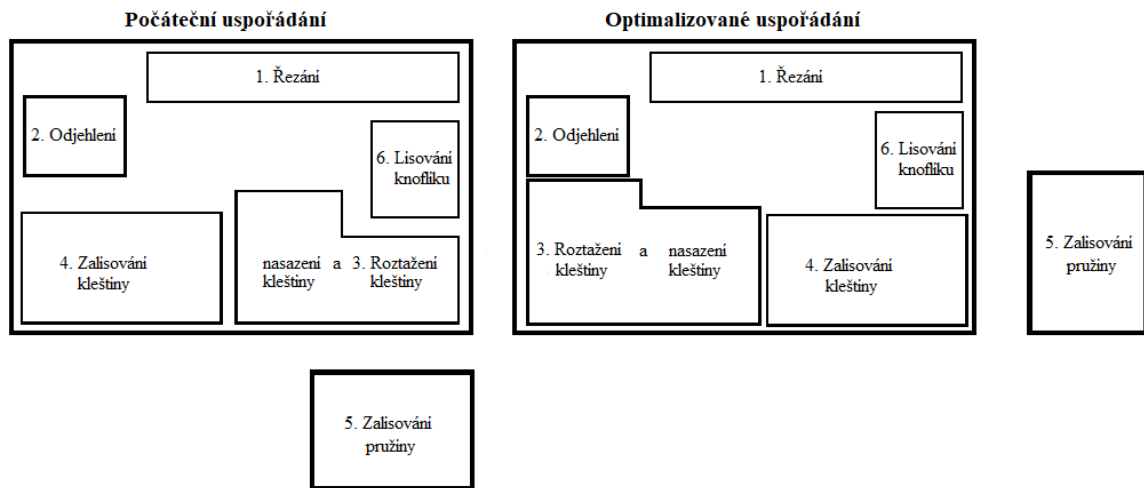 Počáteční uspořádání
1. Řezání
2. Odjehlení
6. Lisování
knoflíku
4. Zalisování
kleštiny
nasazení a 3. Roztažení
kleštiny kleštiny
5. Zalisování
pružiny
Optimalizované uspořádání
1. Řezání
2. Odjehlení
6. Lisování
knoflíku
3. Roztažení a nasazení
kleštiny kleštiny
4. Zalisování
kleštiny
5. Zalisování
pružiny